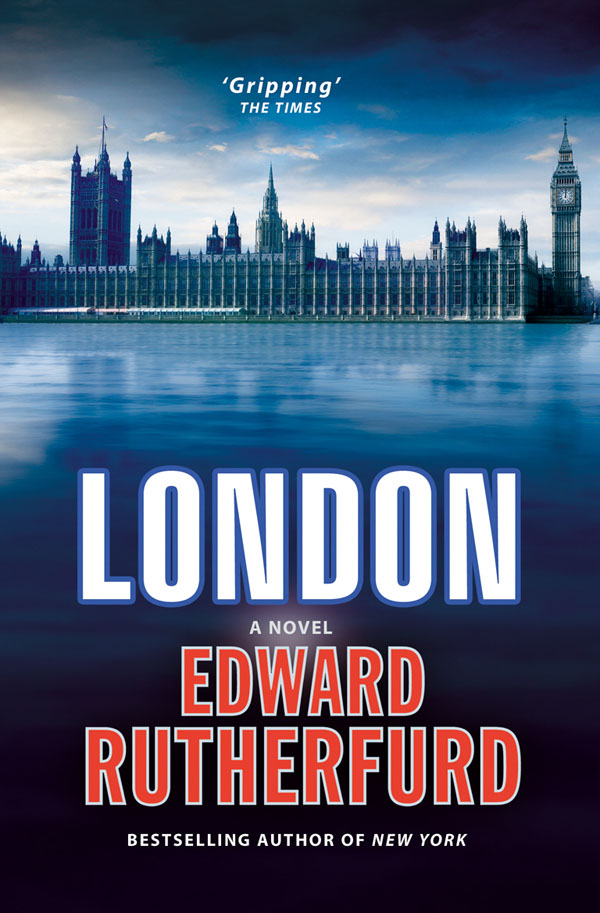 ‘Gripping’
THE TIMES
LONDON
A NOVEL
EDWARD
RUTHERFURD
BESTSELLING AUTHOR OF NEW YORK